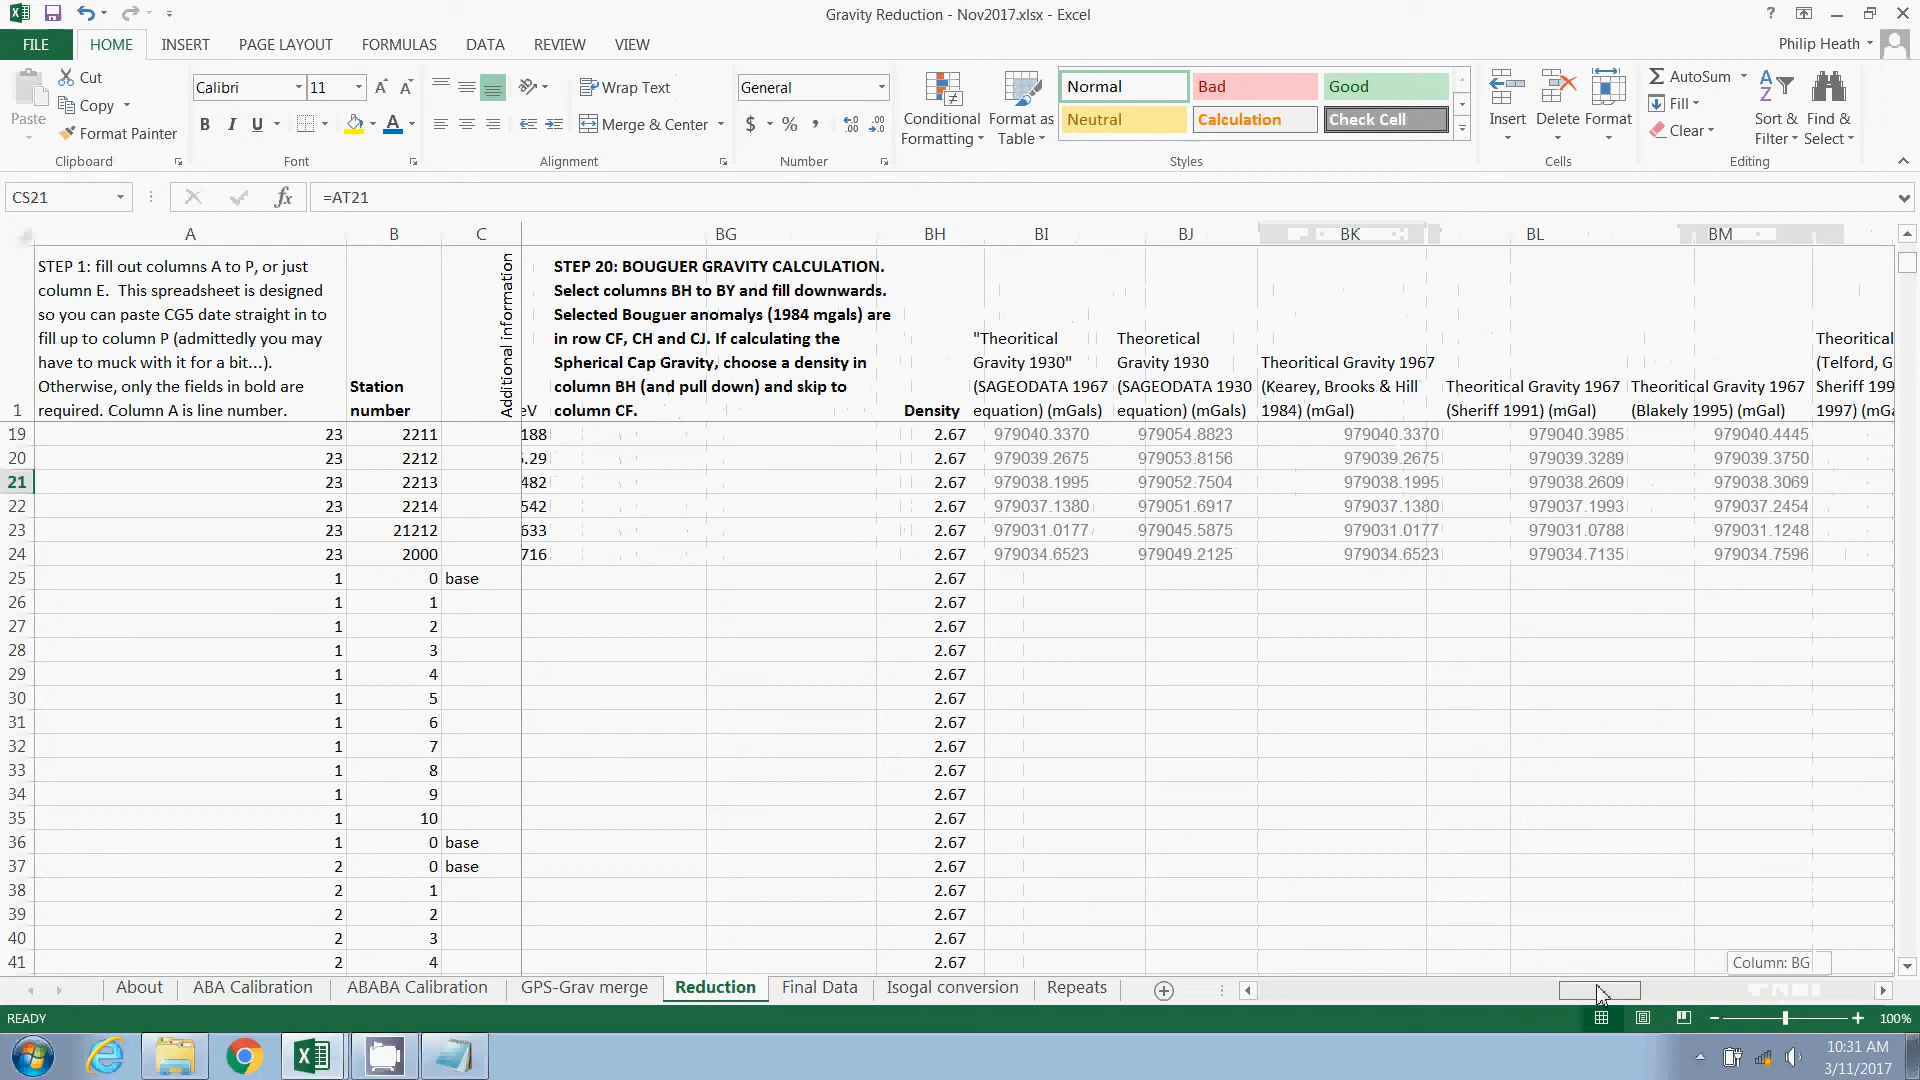 Gravity Reduction - Nov2017.xlsx - Excel
FILE HOME INSERT PAGE LAYOUT FORMULAS DATA REVIEW VIEW Philip Heath
Paste Cut Copy Format Painter Clipboard
Calibri 11 B I U Font
Wrap Text Merge & Center Alignment
General $ % , Number
Conditional Formatting Format as Table
Normal Bad Good
Neutral Calculation Check Cell
Styles
Insert Delete Format Cells
AutoSum Fill Clear Sort & Filter Find & Select Editing
CS21 fx =AT21
A B C BG BH BI BJ BK BL BM
1
STEP 1: fill out columns A to P, or just
column E. This spreadsheet is designed
so you can paste CG5 date straight in to
fill up to column P (admittedly you may
have to muck with it for a bit...).
Otherwise, only the fields in bold are
required. Column A is line number.
Station
number
Additional information
eV
STEP 20: BOUGUER GRAVITY CALCULATION.
Select columns BH to BY and fill downwards.
Selected Bouguer anomalys (1984 mgals) are
in row CF, CH and CJ. If calculating the
Spherical Cap Gravity, choose a density in
column BH (and pull down) and skip to
column CF.
Density
"Theoritical
Gravity 1930"
(SAGEODATA 1967
equation) (mGals)
Theoretical
Gravity 1930
(SAGEODATA 1930
equation) (mGals)
Theoritical Gravity 1967
(Kearey, Brooks & Hill
1984) (mGal)
Theoritical Gravity 1967
(Sheriff 1991) (mGal)
Theoritical Gravity 1967
(Blakely 1995) (mGal)
Theoritical
(Telford, G
Sheriff 199
1997) (mGa
19 23 2211 188 2.67 979040.3370 979054.8823 979040.3370 979040.3985 979040.4445
20 23 2212 .29 2.67 979039.2675 979053.8156 979039.2675 979039.3289 979039.3750
21 23 2213 482 2.67 979038.1995 979052.7504 979038.1995 979038.2609 979038.3069
22 23 2214 542 2.67 979037.1380 979051.6917 979037.1380 979037.1993 979037.2454
23 23 21212 633 2.67 979031.0177 979045.5875 979031.0177 979031.0788 979031.1248
24 23 2000 716 2.67 979034.6523 979049.2125 979034.6523 979034.7135 979034.7596
25 1 0 base 2.67
26 1 1 2.67
27 1 2 2.67
28 1 3 2.67
29 1 4 2.67
30 1 5 2.67
31 1 6 2.67
32 1 7 2.67
33 1 8 2.67
34 1 9 2.67
35 1 10 2.67
36 1 0 base 2.67
37 2 0 base 2.67
38 2 1 2.67
39 2 2 2.67
40 2 3 2.67
41 2 4 2.67
Column: BG
About ABA Calibration ABABA Calibration GPS-Grav merge Reduction Final Data Isogal conversion Repeats
READY 100%
10:31 AM
3/11/2017